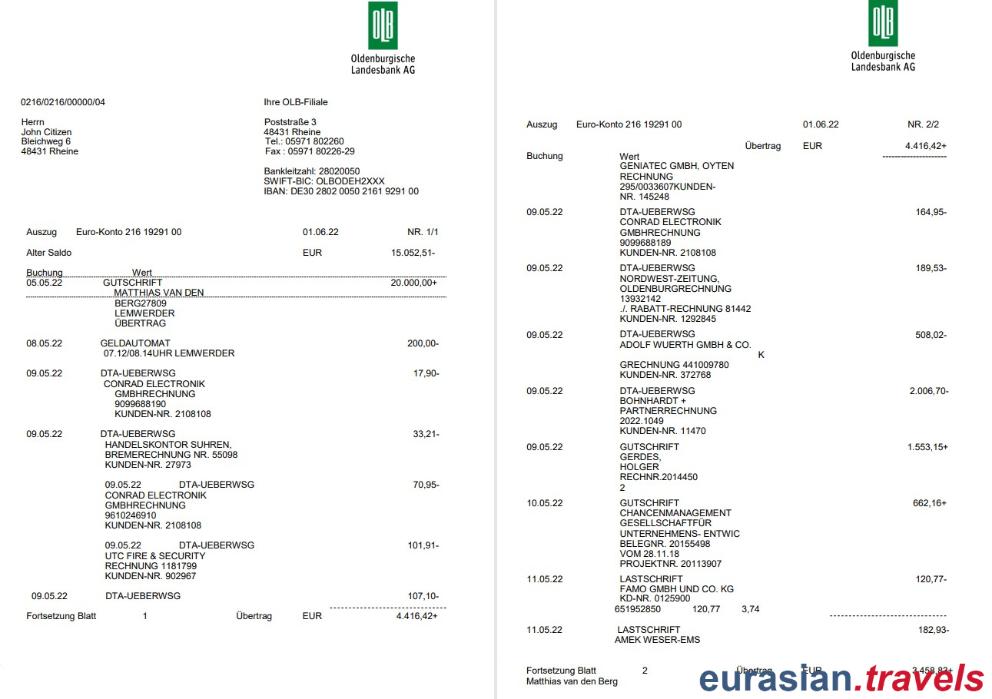 OLB
Oldenburgische
Landesbank AG
0216/0216/00000/04
Ihre OLB-Filiale
Herrn
John Citizen
Bleichweg 6
48431 Rheine
Poststraße 3
48431 Rheine
Tel.: 05971 802260
Fax : 05971 80226-29
Bankleitzahl: 28020050
SWIFT-BIC: OLBODEH2XXX
IBAN: DE30 2802 0050 2161 9291 00
Auszug Euro-Konto 216 19291 00 01.06.22 NR. 1/1
Alter Saldo EUR 15.052,51-
Buchung Wert
05.05.22 GUTSCHRIFT 20.000,00+
MATTHIAS VAN DEN
BERG27809
LEMWERDER
ÜBERTRAG
08.05.22 GELDAUTOMAT 200,00-
07.12/08.14UHR LEMWERDER
09.05.22 DTA-UEBERWSG 17,90-
CONRAD ELECTRONIK
GMBHRECHNUNG
9099688190
KUNDEN-NR. 2108108
09.05.22 DTA-UEBERWSG 33,21-
HANDELSKONTOR SUHREN,
BREMERECHNUNG NR. 55098
KUNDEN-NR. 27973
09.05.22 DTA-UEBERWSG 70,95-
CONRAD ELECTRONIK
GMBHRECHNUNG
9610246910
KUNDEN-NR. 2108108
09.05.22 DTA-UEBERWSG 101,91-
UTC FIRE & SECURITY
RECHNUNG 1181799
KUNDEN-NR. 902967
09.05.22 DTA-UEBERWSG 107,10-
Fortsetzung Blatt 1 Übertrag EUR 4.416,42+
OLB
Oldenburgische
Landesbank AG
Auszug Euro-Konto 216 19291 00 01.06.22 NR. 2/2
Übertrag EUR 4.416,42+
Buchung Wert
GENIATEC GMBH, OYTEN
RECHNUNG
295/0033607KUNDEN-
NR. 145248
09.05.22 DTA-UEBERWSG 164,95-
CONRAD ELEKTRONIK
GMBHRECHNUNG
9099688189
KUNDEN-NR. 2108108
09.05.22 DTA-UEBERWSG 189,53-
NORDWEST-ZEITUNG,
OLDENBURGRECHNUNG
13932142
./. RABATT-RECHNUNG 81442
KUNDEN-NR. 1292845
09.05.22 DTA-UEBERWSG 508,02-
ADOLF WUERTH GMBH & CO.
K
GRECHNUNG 441009780
KUNDEN-NR. 372768
09.05.22 DTA-UEBERWSG 2.006,70-
BOHNHARDT +
PARTNERRECHNUNG
2022.1049
KUNDEN-NR. 11470
09.05.22 GUTSCHRIFT 1.553,15+
GERDES,
HOLGER
RECHNR.2014450
2
10.05.22 GUTSCHRIFT 662,16+
CHANCENMANAGEMENT
GESELLSCHAFTFÜR
UNTERNEHMENS- ENTWIC
BELEGNR. 20155498
VOM 28.11.18
PROJEKTNR. 20113907
11.05.22 LASTSCHRIFT 120,77-
FAMO GMBH UND CO. KG
KD-NR. 0125900
651952850 120,77 3,74
11.05.22 LASTSCHRIFT 182,93-
AMEK WESER-EMS
Fortsetzung Blatt 2 Übertrag EUR 3.458,83+
Matthias van den Berg
eurasian.travels